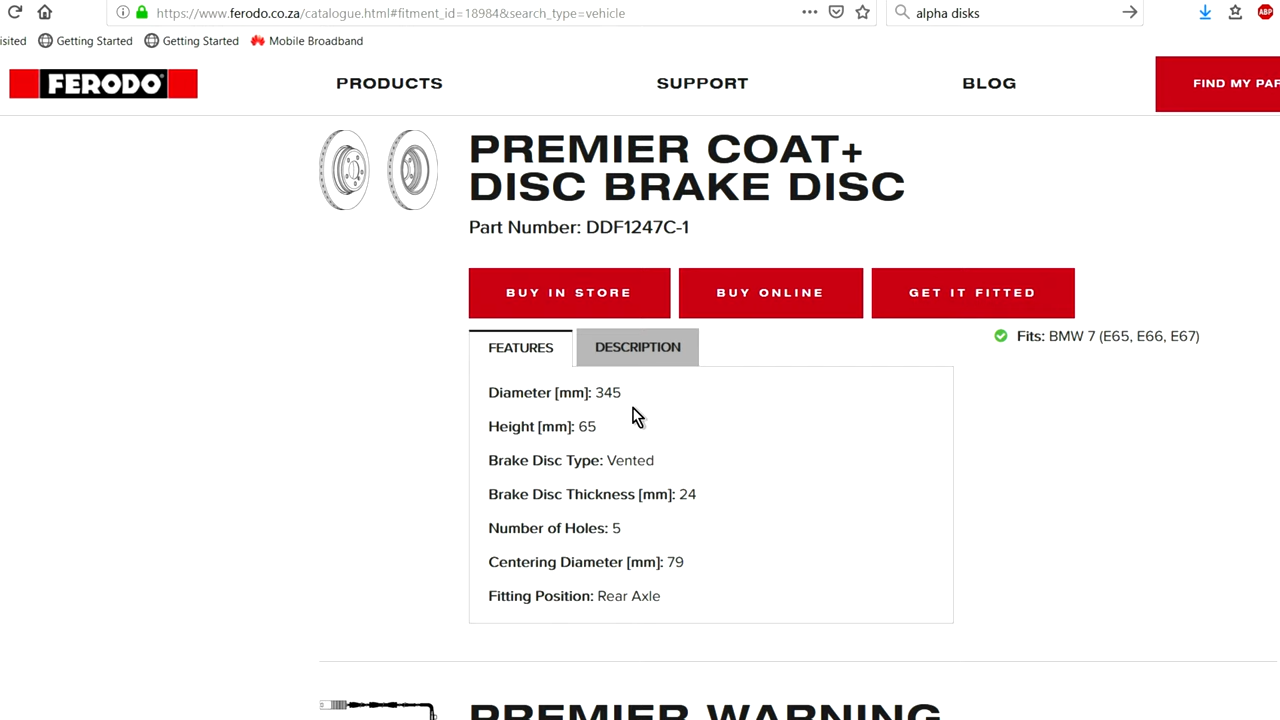 https://www.ferodo.co.za/catalogue.html#fitment_id=18984&search_type=vehicle
alpha disks
ABP
isited
Getting Started
Getting Started
Mobile Broadband
FERODO
PRODUCTS
SUPPORT
BLOG
FIND MY PAR
PREMIER COAT+
DISC BRAKE DISC
Part Number: DDF1247C-1
BUY IN STORE
BUY ONLINE
GET IT FITTED
FEATURES
DESCRIPTION
Fits: BMW 7 (E65, E66, E67)
Diameter [mm]: 345
Height [mm]: 65
Brake Disc Type: Vented
Brake Disc Thickness [mm]: 24
Number of Holes: 5
Centering Diameter [mm]: 79
Fitting Position: Rear Axle
PREMIER WARNING